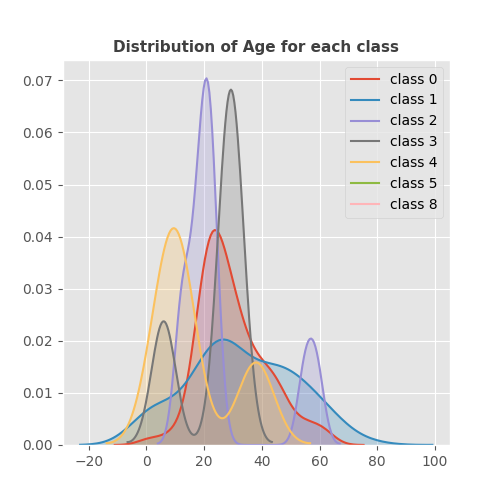 Distribution of Age for each class
class 0
class 1
class 2
class 3
class 4
class 5
class 8
0.07
0.06
0.05
0.04
0.03
0.02
0.01
0.00
−20 0 20 40 60 80 100